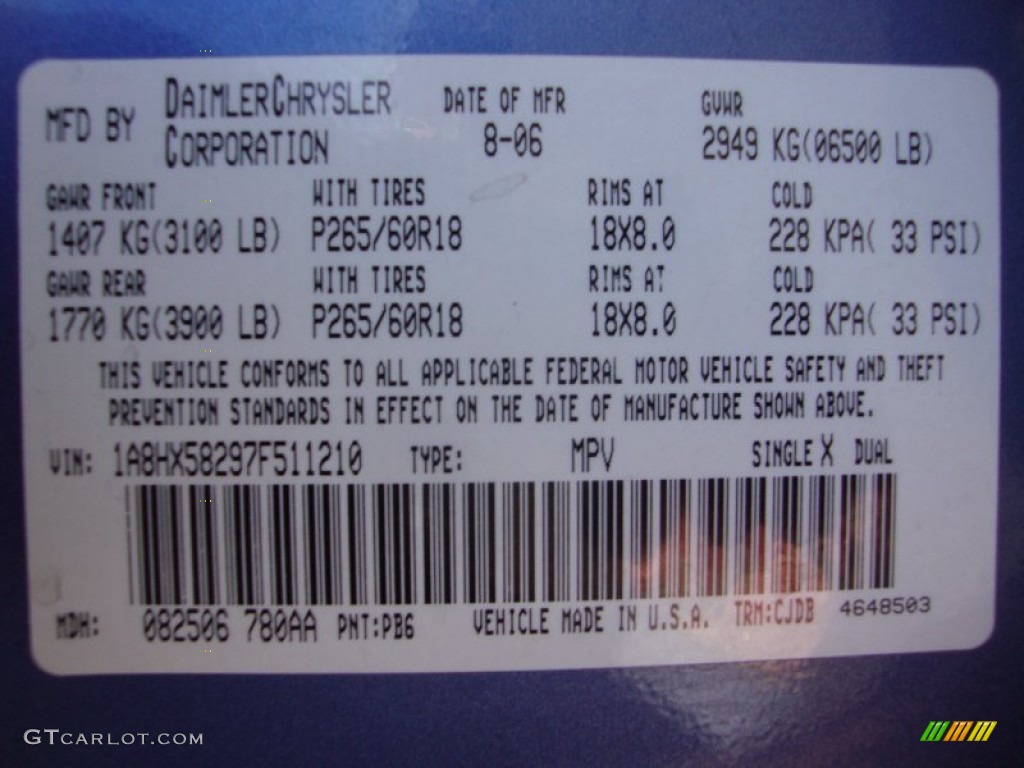 MFD BY DAIMLERCHRYSLER CORPORATION
DATE OF MFR 8-06
GVWR 2949 KG(06500 LB)
GAWR FRONT WITH TIRES RIMS AT COLD
1407 KG(3100 LB) P265/60R18 18X8.0 228 KPA( 33 PSI)
GAWR REAR WITH TIRES RIMS AT COLD
1770 KG(3900 LB) P265/60R18 18X8.0 228 KPA( 33 PSI)
THIS VEHICLE CONFORMS TO ALL APPLICABLE FEDERAL MOTOR VEHICLE SAFETY AND THEFT
PREVENTION STANDARDS IN EFFECT ON THE DATE OF MANUFACTURE SHOWN ABOVE.
VIN: 1A8HX58297F511210 TYPE: MPV SINGLE X DUAL
MDH: 082506 780AA PNT:PB6 VEHICLE MADE IN U.S.A. TRM:CJDB 4648503
GTCARLOT.COM